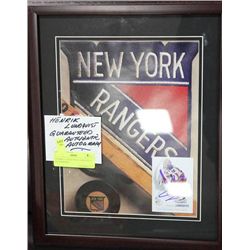 NEW YORK
RANGERS
HENRIK
LUNDQVIST
GUARANTEED
AUTHENTIC
AUTOGRAPH